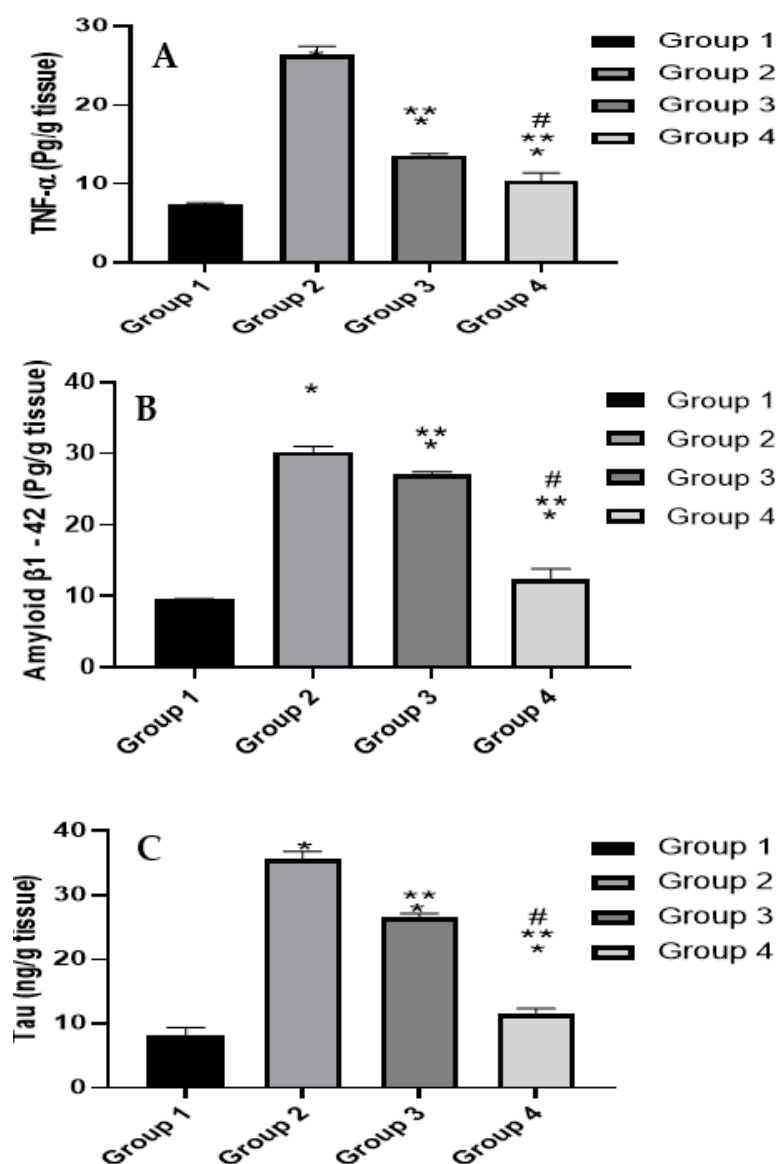 A
TNF-α (Pg/g tissue)
30
20
10
0
*
**
*
#
**
*
Group 1
Group 2
Group 3
Group 4
Group 1
Group 2
Group 3
Group 4
B
Amyloid β1 - 42 (Pg/g tissue)
40
30
20
10
0
*
**
*
#
**
*
Group 1
Group 2
Group 3
Group 4
Group 1
Group 2
Group 3
Group 4
C
Tau (ng/g tissue)
40
30
20
10
0
*
**
*
#
**
*
Group 1
Group 2
Group 3
Group 4
Group 1
Group 2
Group 3
Group 4